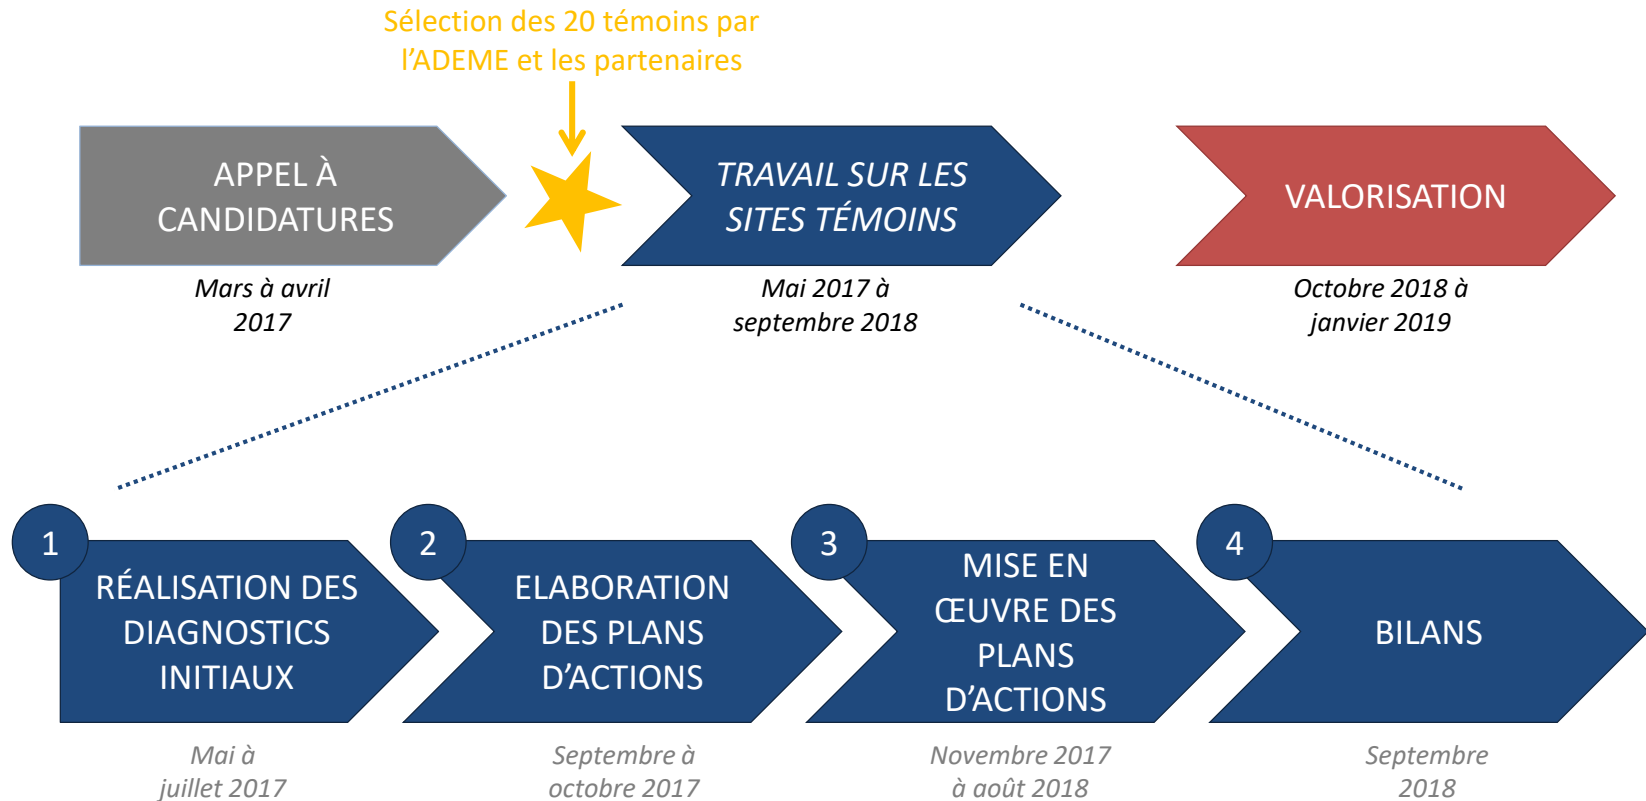 Sélection des 20 témoins par
l’ADEME et les partenaires
APPEL À
CANDIDATURES
Mars à avril
2017
TRAVAIL SUR LES
SITES TÉMOINS
Mai 2017 à
septembre 2018
VALORISATION
Octobre 2018 à
janvier 2019
1
RÉALISATION DES
DIAGNOSTICS
INITIAUX
Mai à
juillet 2017
2
ELABORATION
DES PLANS
D’ACTIONS
Septembre à
octobre 2017
3
MISE EN
ŒUVRE DES
PLANS
D’ACTIONS
Novembre 2017
à août 2018
4
BILANS
Septembre
2018